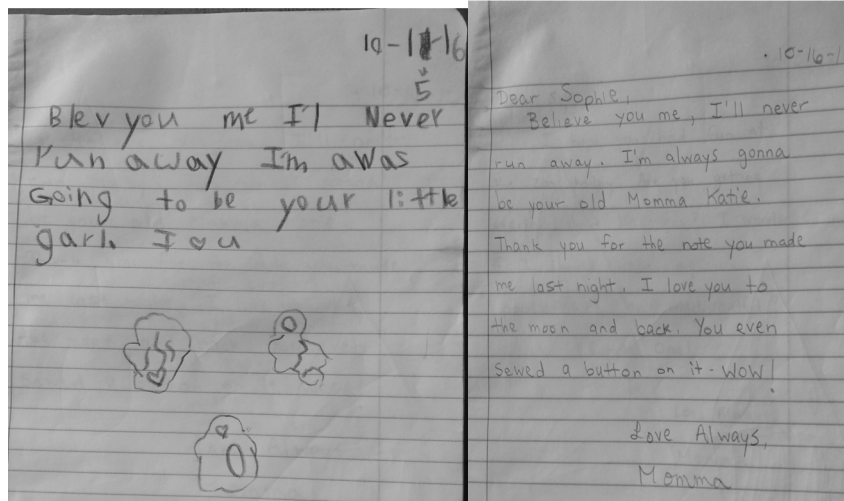 10-15-16
Blev you me I'l Never
run away I'm awas
Going to be your little
garl. I ♡ u
10-16-1
Dear Sophie,
Believe you me, I'll never
run away. I'm always gonna
be your old Momma Katie.
Thank you for the note you made
me last night. I love you to
the moon and back. You even
sewed a button on it - WOW!
Love Always,
Momma